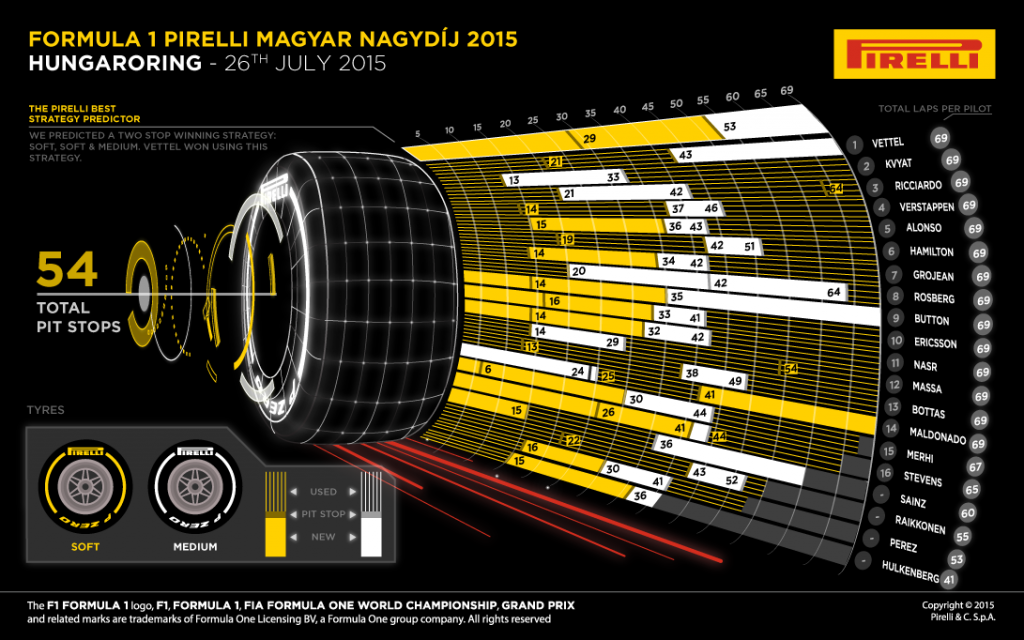 FORMULA 1 PIRELLI MAGYAR NAGYDÍJ 2015
HUNGARORING - 26TH JULY 2015
PIRELLI
THE PIRELLI BEST
STRATEGY PREDICTOR
WE PREDICTED A TWO STOP WINNING STRATEGY:
SOFT, SOFT & MEDIUM. VETTEL WON USING THIS
STRATEGY.
TOTAL LAPS PER PILOT
5 10 15 20 25 30 35 40 45 50 55 60 65 69
29 53
1 VETTEL 69
21 43
2 KVYAT 69
13 33 54
3 RICCIARDO 69
21 42
4 VERSTAPPEN 69
14 37 46
5 ALONSO 69
15 36 43
6 HAMILTON 69
19 42 51
7 GROJEAN 69
14 34 42
8 ROSBERG 69
20 42 64
9 BUTTON 69
14 35
10 ERICSSON 69
16 33 41
11 NASR 69
14 32 42
12 MASSA 69
14 29
13 BOTTAS 69
13 38 49 54
14 MALDONADO 69
24 25 41
15 MERHI 67
6 30 44
16 STEVENS 65
26 41 44
- SAINZ 60
15 22 36
- RAIKKONEN 55
16 30 43 52
- PEREZ 53
15 41 36
- HULKENBERG 41
54
TOTAL
PIT STOPS
PIRELLI
P ZERO
TYRES
PIRELLI
P ZERO
SOFT
PIRELLI
P ZERO
MEDIUM
USED
PIT STOP
NEW
The F1 FORMULA 1 logo, F1, FORMULA 1, FIA FORMULA ONE WORLD CHAMPIONSHIP, GRAND PRIX
and related marks are trademarks of Formula One Licensing BV, a Formula One group company. All rights reserved
Copyright © 2015
Pirelli & C. S.p.A.